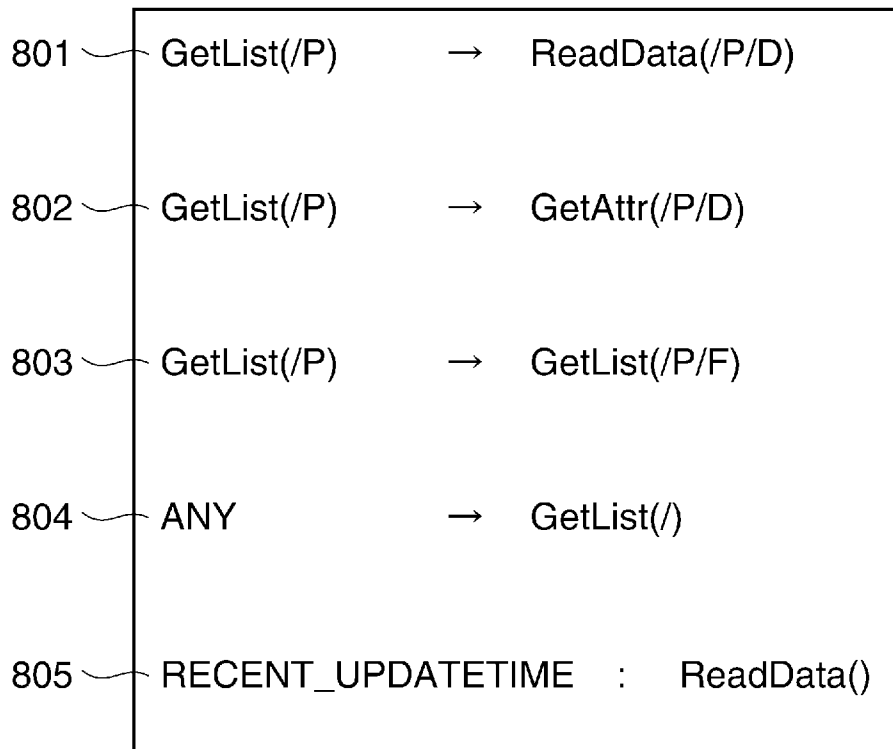 801 GetList(/P) → ReadData(/P/D)
802 GetList(/P) → GetAttr(/P/D)
803 GetList(/P) → GetList(/P/F)
804 ANY → GetList(/)
805 RECENT_UPDATETIME : ReadData()